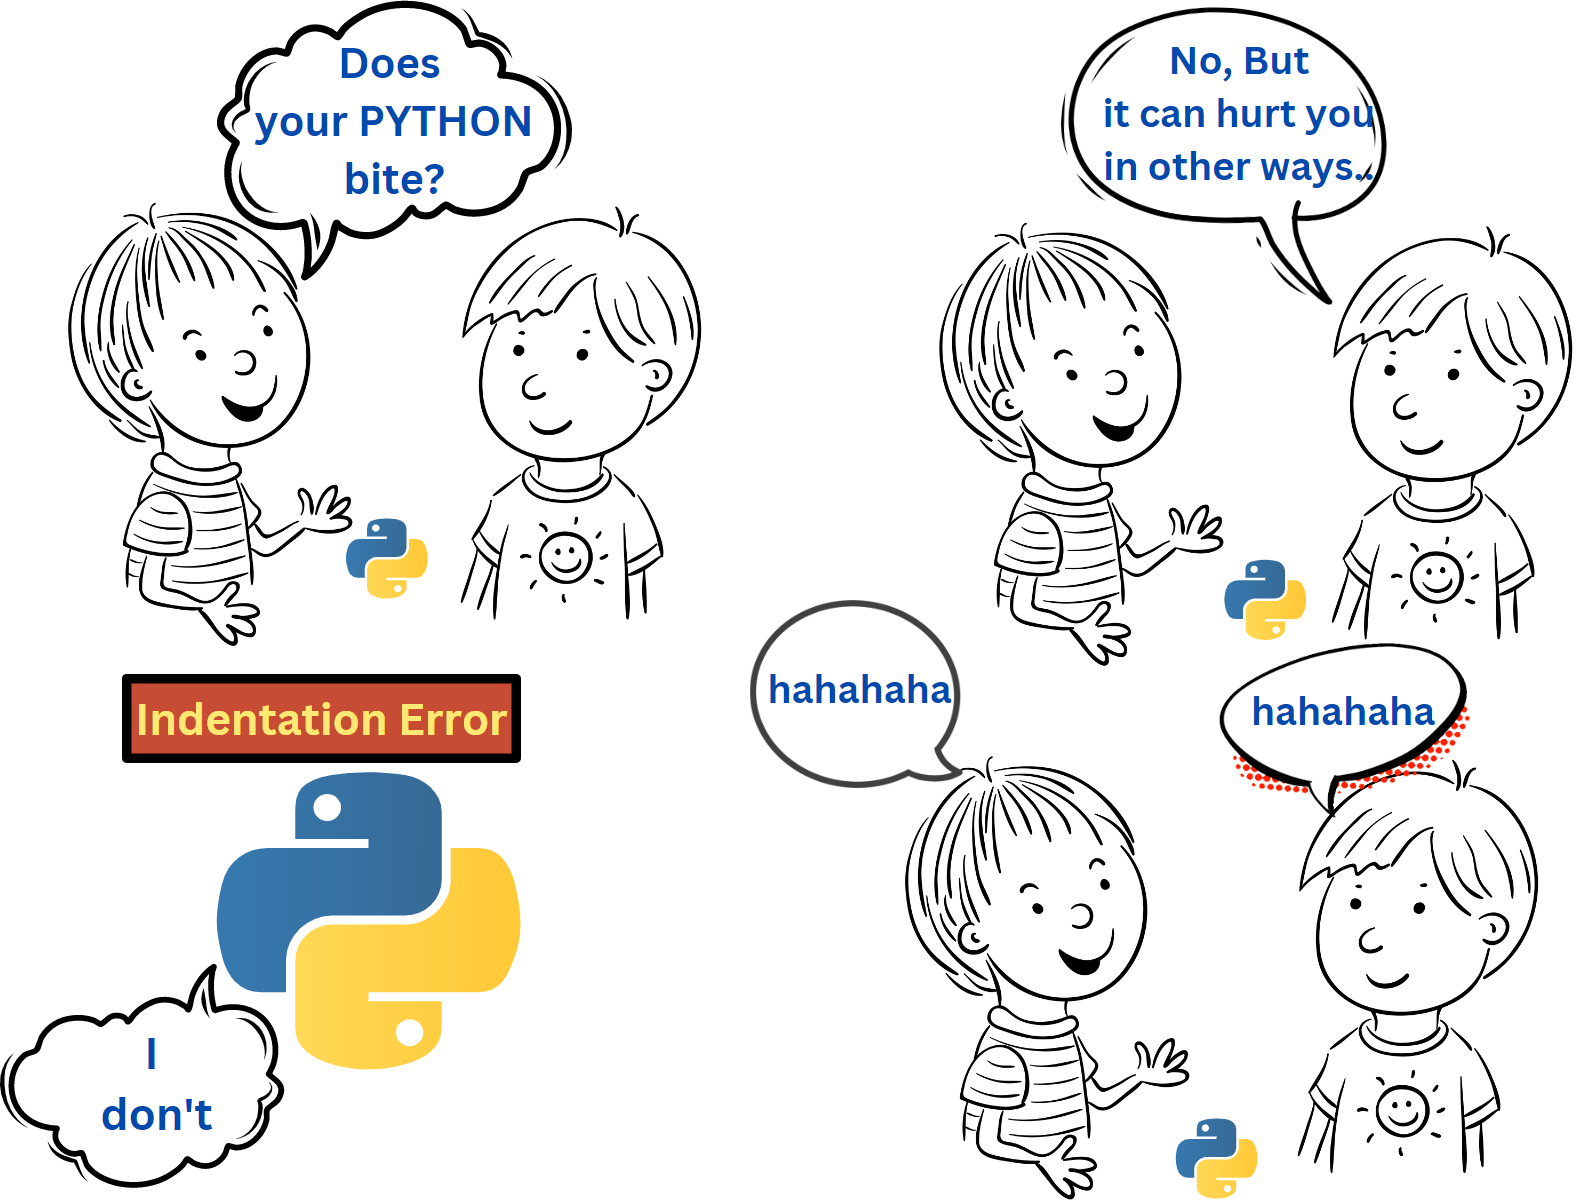 Does
your PYTHON
bite?
No, But
it can hurt you
in other ways..
Indentation Error
I
don't
hahahaha
hahahaha